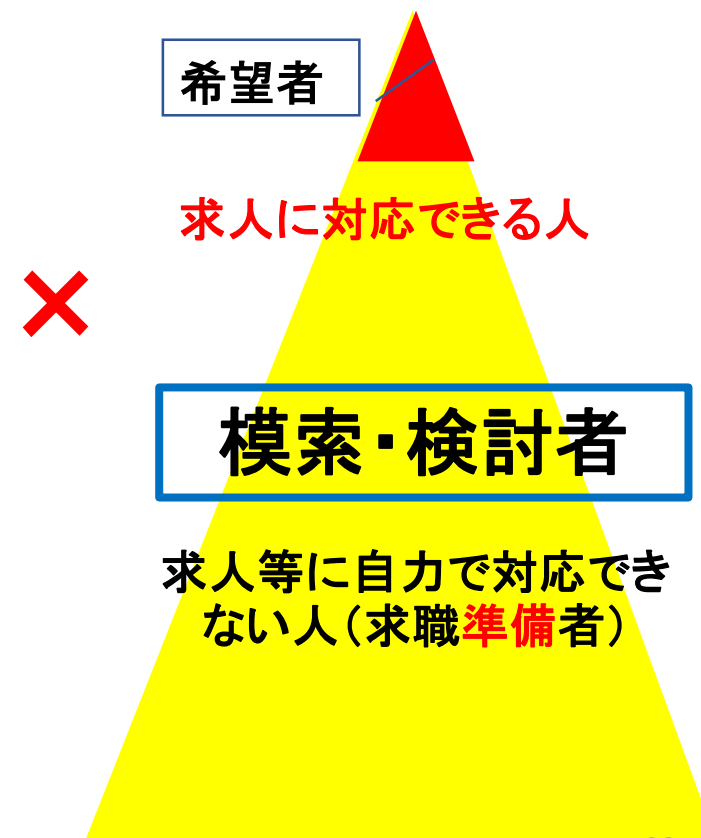 希望者
求人に対応できる人
×
模索・検討者
求人等に自力で対応でき
ない人(求職準備者)